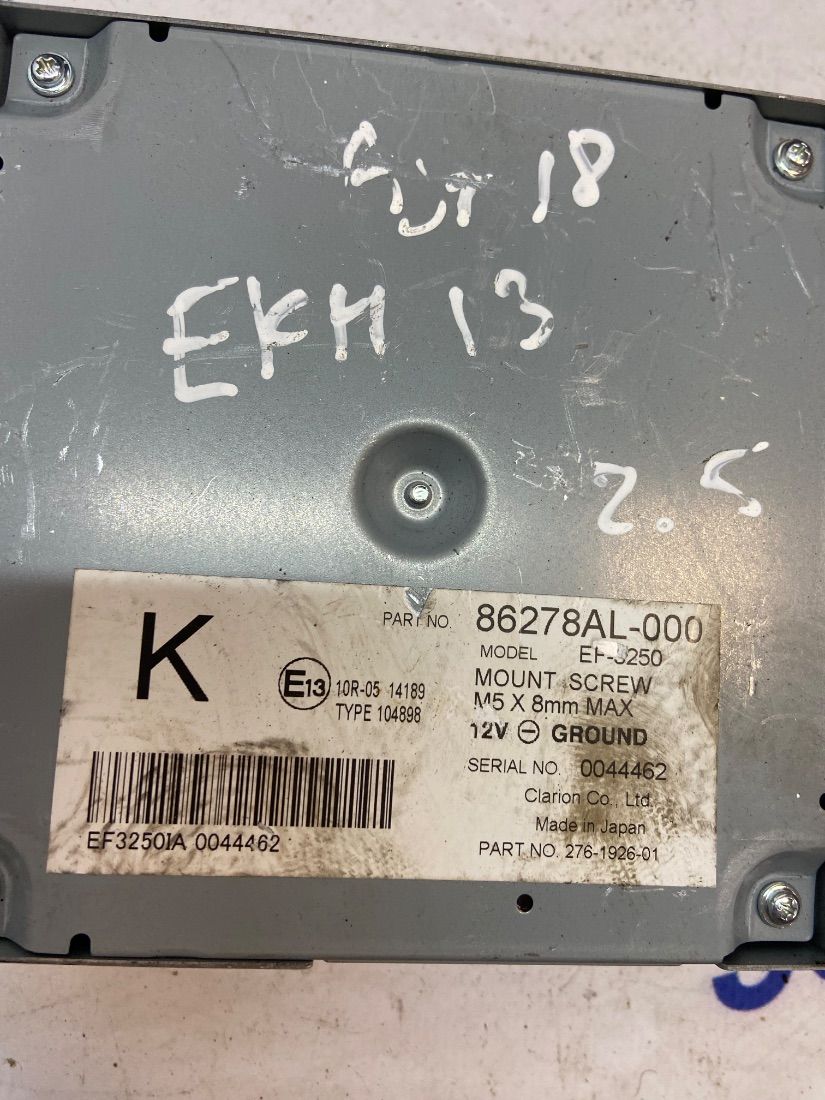 18
EKH 13
2.5
K
PART NO. 86278AL-000
MODEL EF-3250
MOUNT SCREW
M5 X 8mm MAX
12V ⊖ GROUND
SERIAL NO. 0044462
Clarion Co., Ltd.
Made in Japan
PART NO. 276-1926-01
E13 10R-05 14189
TYPE 104898
EF3250IA 0044462